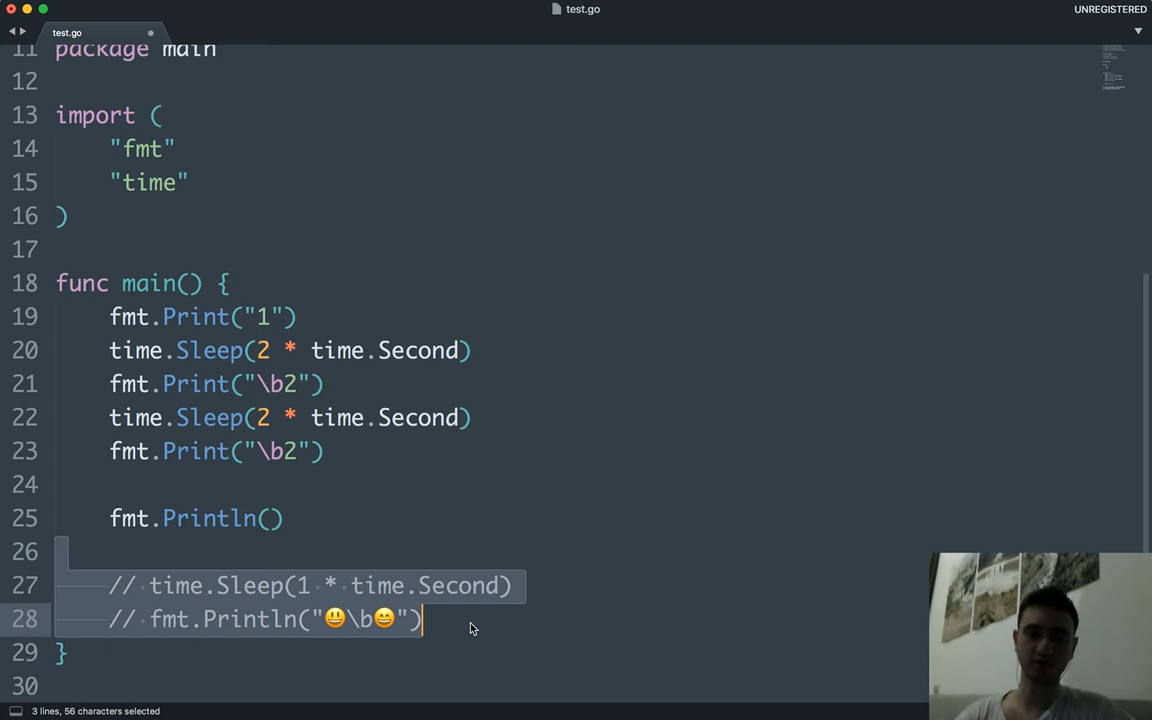 test.go
UNREGISTERED
test.go
11 package main
12
13 import (
14 "fmt"
15 "time"
16 )
17
18 func main() {
19 fmt.Print("1")
20 time.Sleep(2 * time.Second)
21 fmt.Print("\b2")
22 time.Sleep(2 * time.Second)
23 fmt.Print("\b2")
24
25 fmt.Println()
26
27 // time.Sleep(1 * time.Second)
28 // fmt.Println("😃\b😄")
29 }
30
3 lines, 56 characters selected